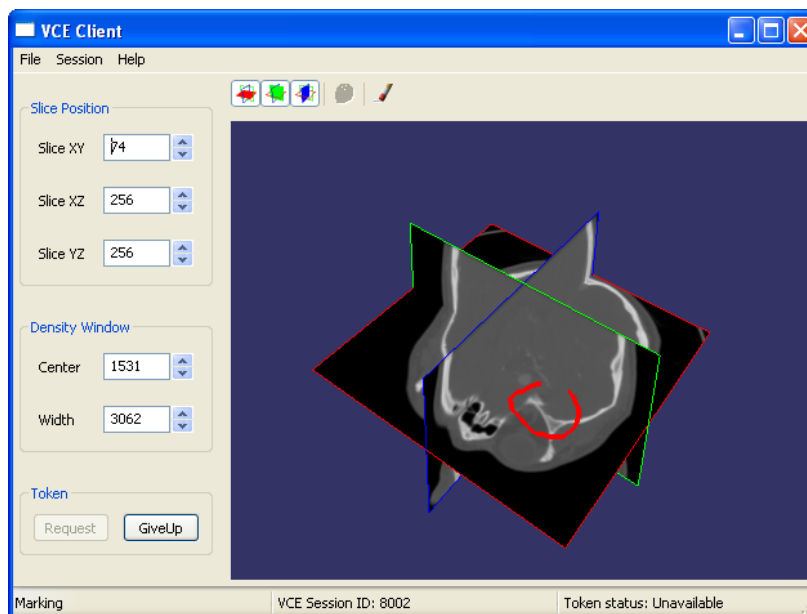 VCE Client
File Session Help
Slice Position
Slice XY 74
Slice XZ 256
Slice YZ 256
Density Window
Center 1531
Width 3062
Token
Request GiveUp
Marking VCE Session ID: 8002 Token status: Unavailable